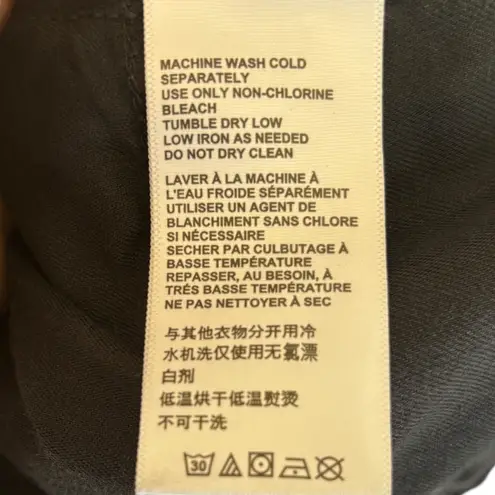 MACHINE WASH COLD
SEPARATELY
USE ONLY NON-CHLORINE
BLEACH
TUMBLE DRY LOW
LOW IRON AS NEEDED
DO NOT DRY CLEAN
LAVER À LA MACHINE À
L'EAU FROIDE SÉPARÉMENT
UTILISER UN AGENT DE
BLANCHIMENT SANS CHLORE
SI NÉCESSAIRE
SECHER PAR CULBUTAGE À
BASSE TEMPÉRATURE
REPASSER, AU BESOIN, À
TRÉS BASSE TEMPÉRATURE
NE PAS NETTOYER À SEC
与其他衣物分开用冷
水机洗仅使用无氯漂
白剂
低温烘干低温熨烫
不可干洗
30